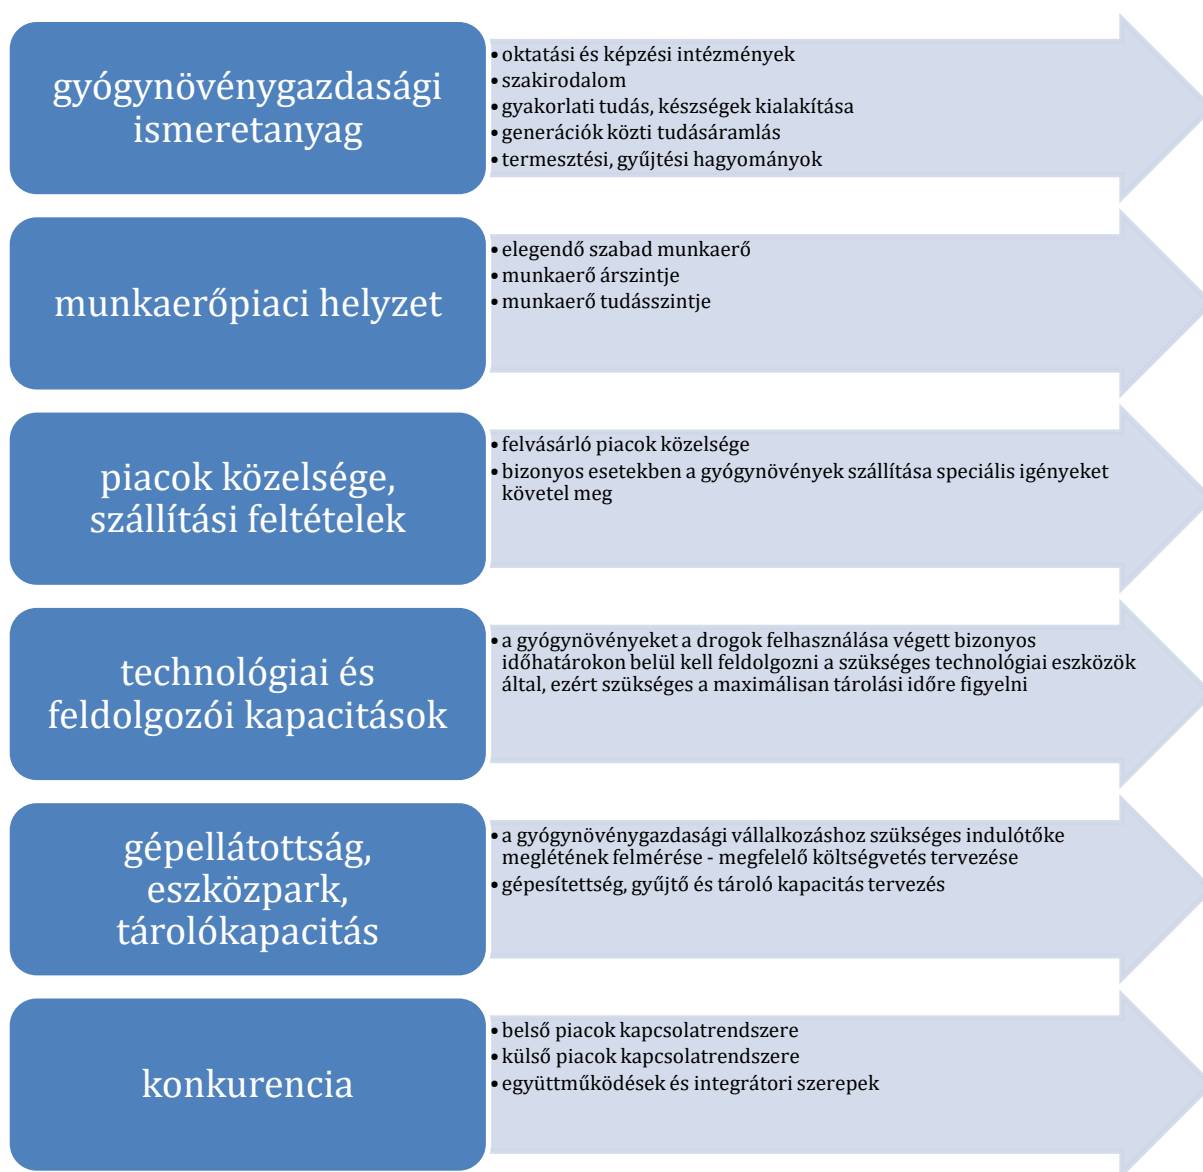 gyógynövénygazdasági
ismeretanyag
• oktatási és képzési intézmények
• szakirodalom
• gyakorlati tudás, készségek kialakítása
• generációk közti tudásáramlás
• termesztési, gyűjtési hagyományok
munkaerőpiaci helyzet
• elegendő szabad munkaerő
• munkaerő árszintje
• munkaerő tudásszintje
piacok közelsége,
szállítási feltételek
• felvásárló piacok közelsége
• bizonyos esetekben a gyógynövények szállítása speciális igényeket
követel meg
technológiai és
feldolgozói kapacitások
• a gyógynövényeket a drogok felhasználása végett bizonyos
időhatárokon belül kell feldolgozni a szükséges technológiai eszközök
által, ezért szükséges a maximálisan tárolási időre figyelni
gépellátottság,
eszközpark,
tárolókapacitás
• a gyógynövénygazdasági vállalkozáshoz szükséges indulótőke
meglétének felmérése - megfelelő költségvetés tervezése
• gépesítettség, gyűjtő és tároló kapacitás tervezés
konkurencia
• belső piacok kapcsolatrendszere
• külső piacok kapcsolatrendszere
• együttműködések és integrátori szerepek